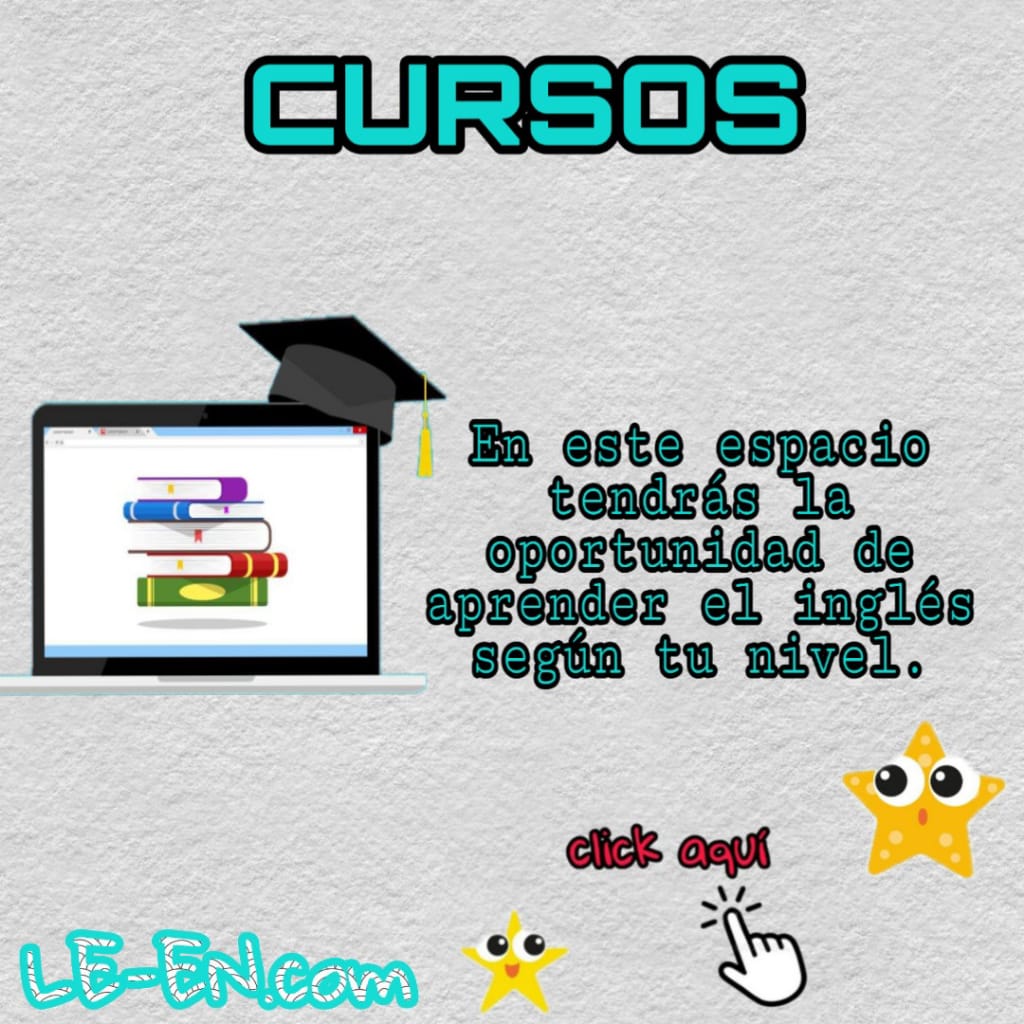 CURSOS
En este espacio
tendrás la
oportunidad de
aprender el inglés
según tu nivel.
click aquí
LE-EN.com